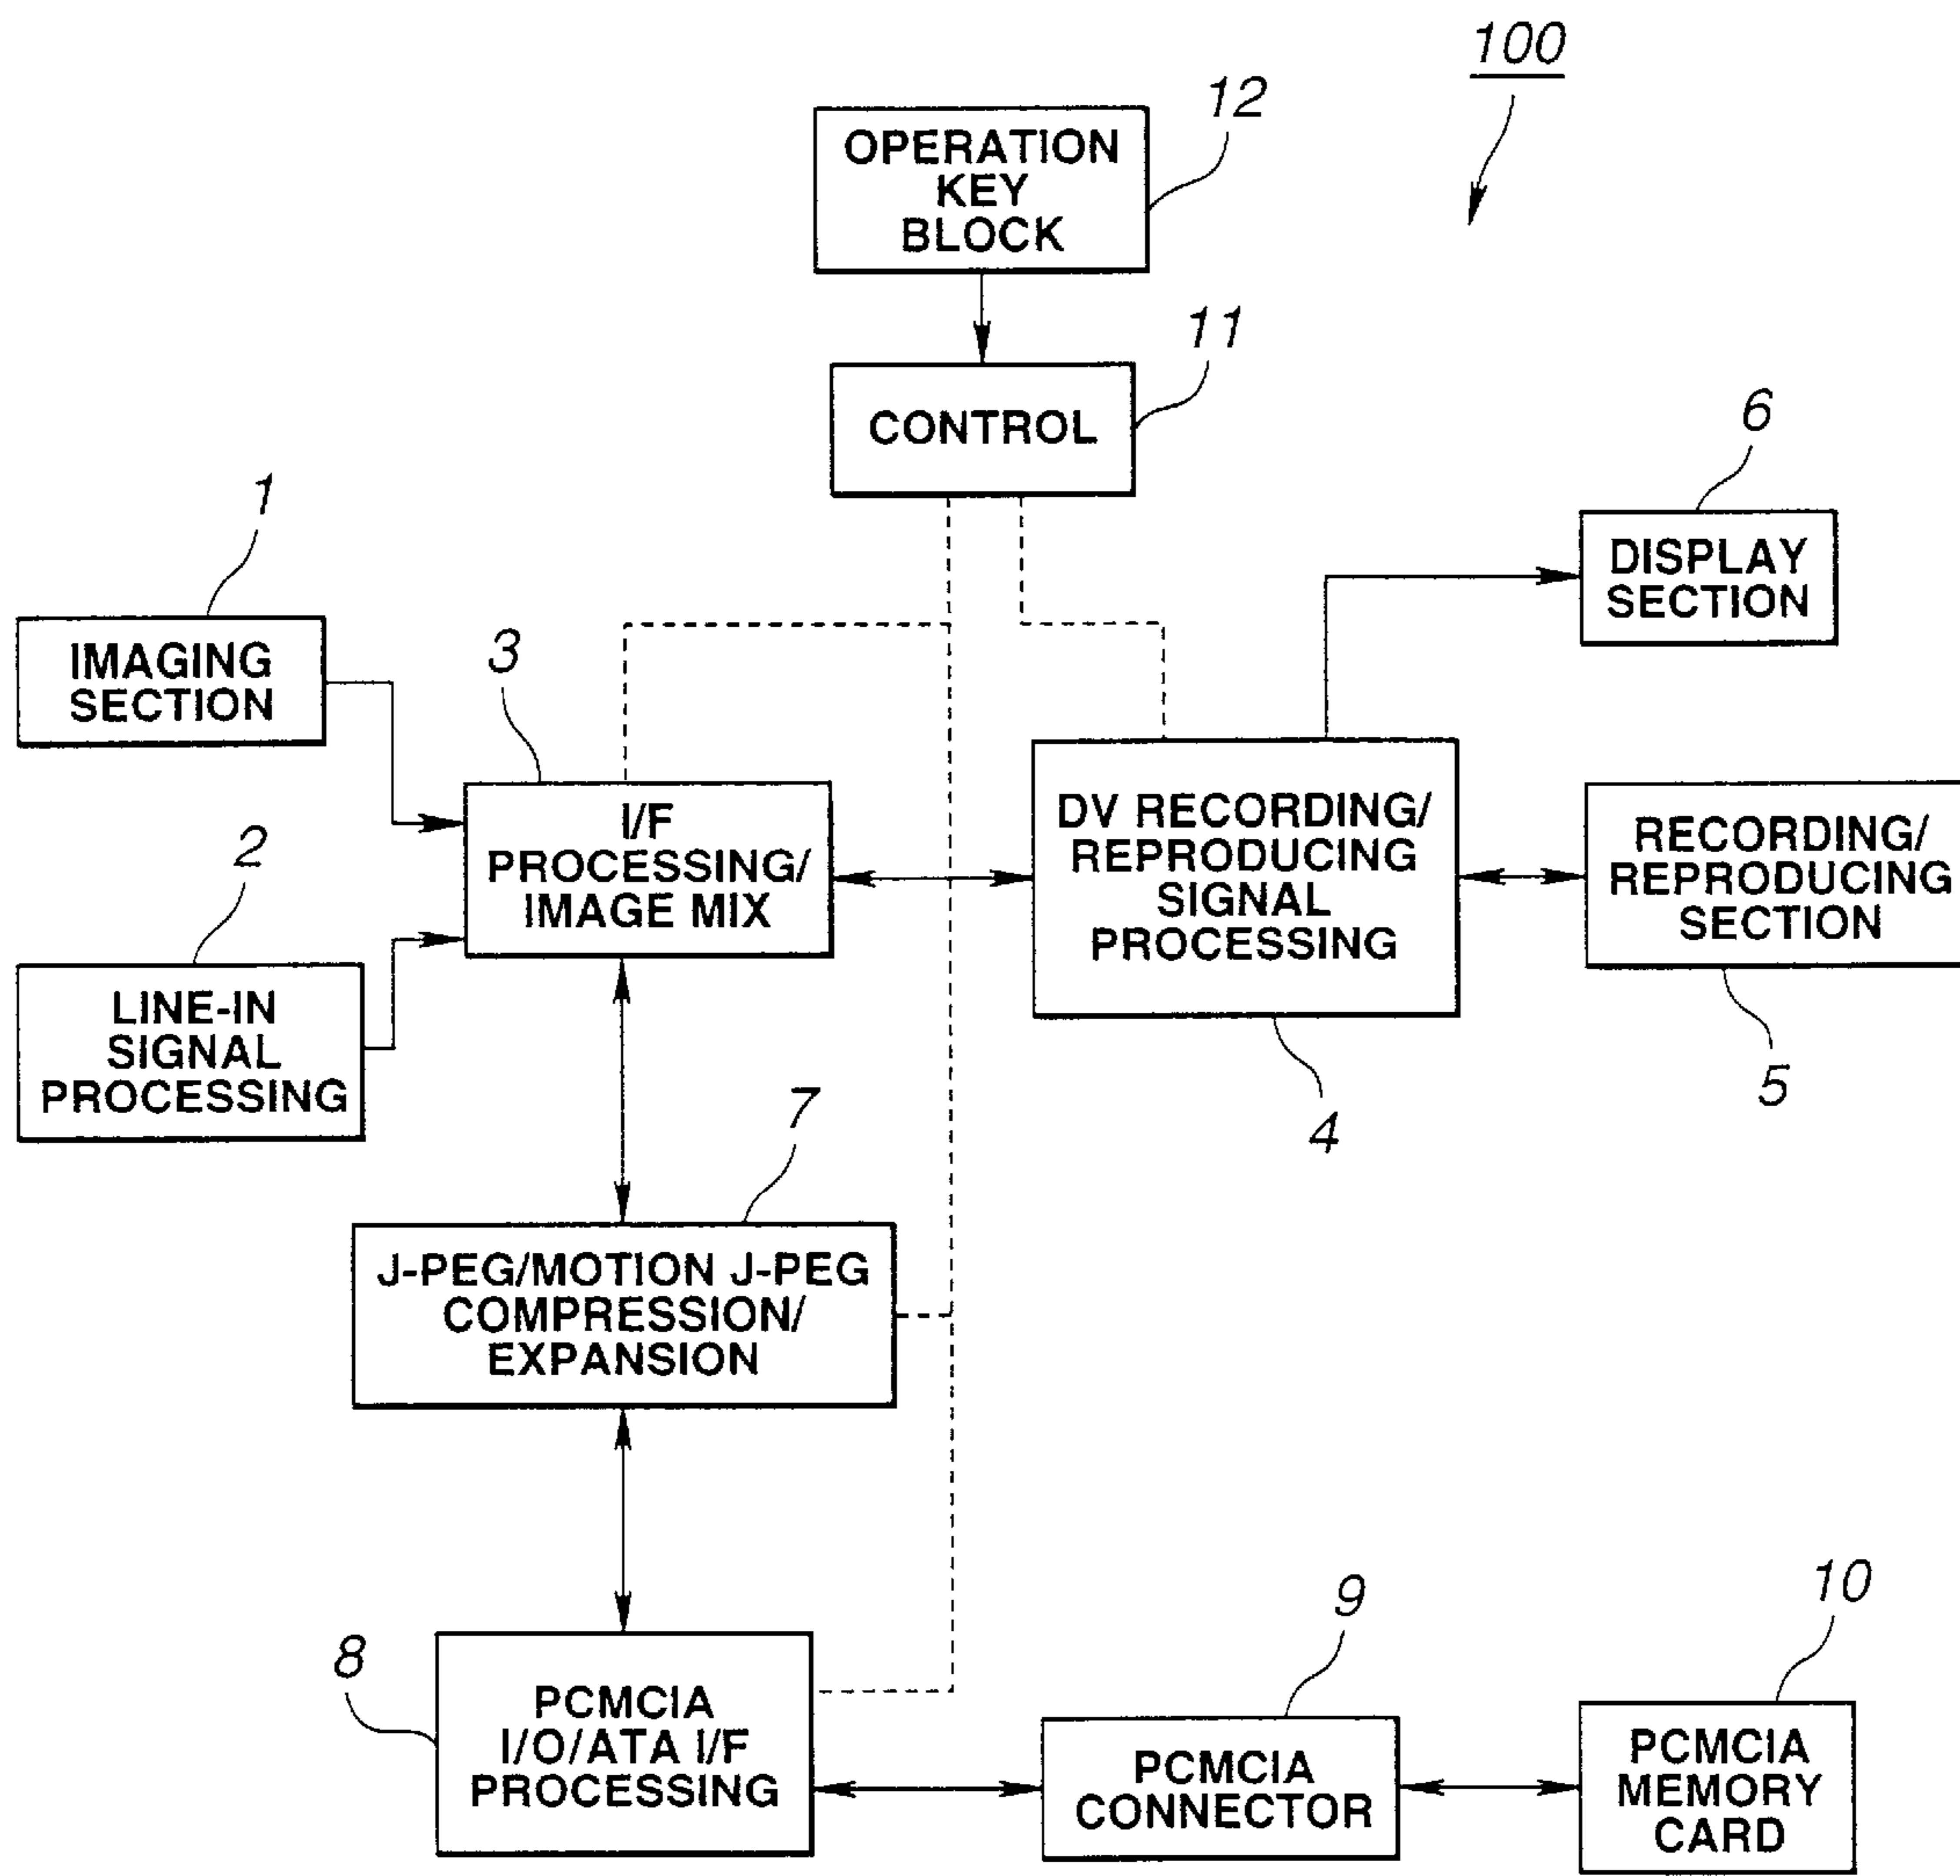 100
12
OPERATION
KEY
BLOCK
11
CONTROL
6
DISPLAY
SECTION
1
IMAGING
SECTION
3
I/F
PROCESSING/
IMAGE MIX
DV RECORDING/
REPRODUCING
SIGNAL
PROCESSING
4
RECORDING/
REPRODUCING
SECTION
5
2
LINE-IN
SIGNAL
PROCESSING
7
J-PEG/MOTION J-PEG
COMPRESSION/
EXPANSION
8
PCMCIA
I/O/ATA I/F
PROCESSING
9
PCMCIA
CONNECTOR
10
PCMCIA
MEMORY
CARD